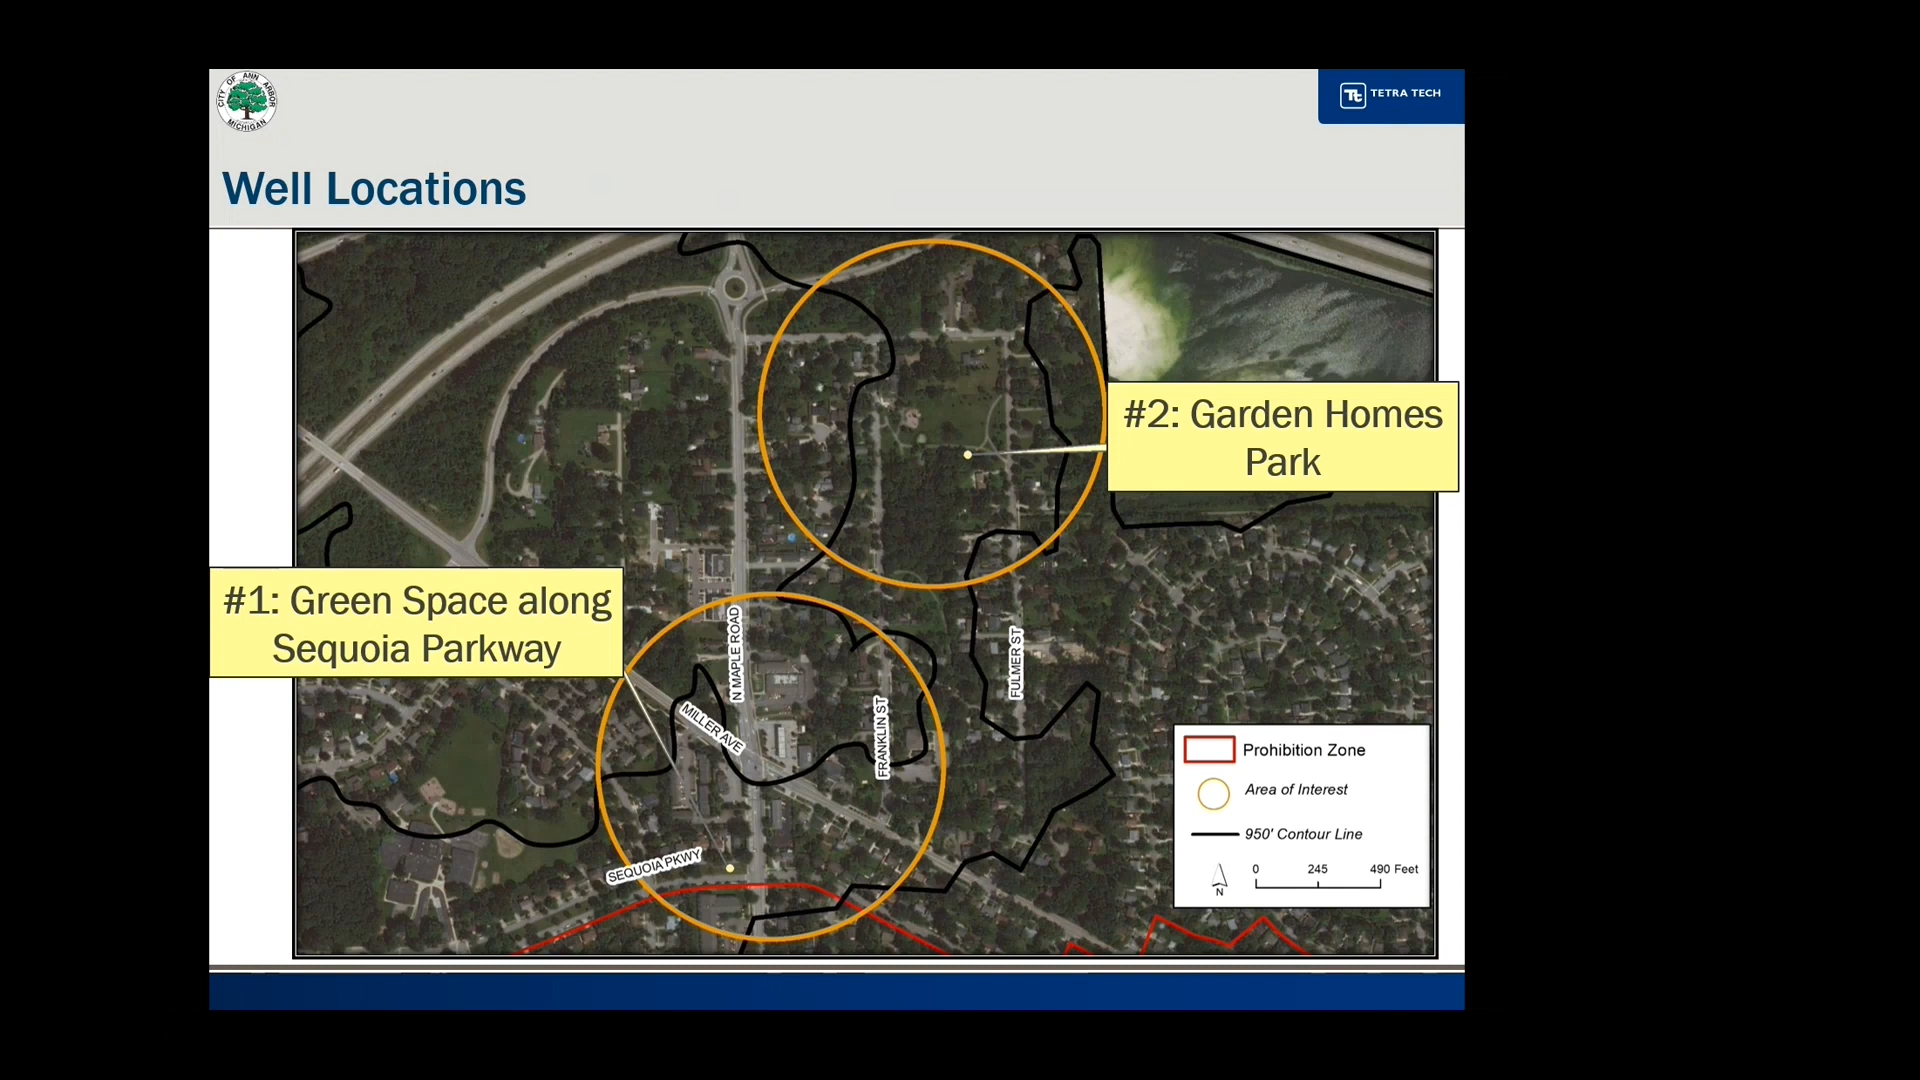 CITY OF ANN ARBOR
MICHIGAN
Tt TETRA TECH
Well Locations
#2: Garden Homes
Park
#1: Green Space along
Sequoia Parkway
N MAPLE ROAD
FULMER ST
MILLER AVE
FRANKLIN ST
SEQUOIA PKWY
Prohibition Zone
Area of Interest
950' Contour Line
N
0 245 490 Feet